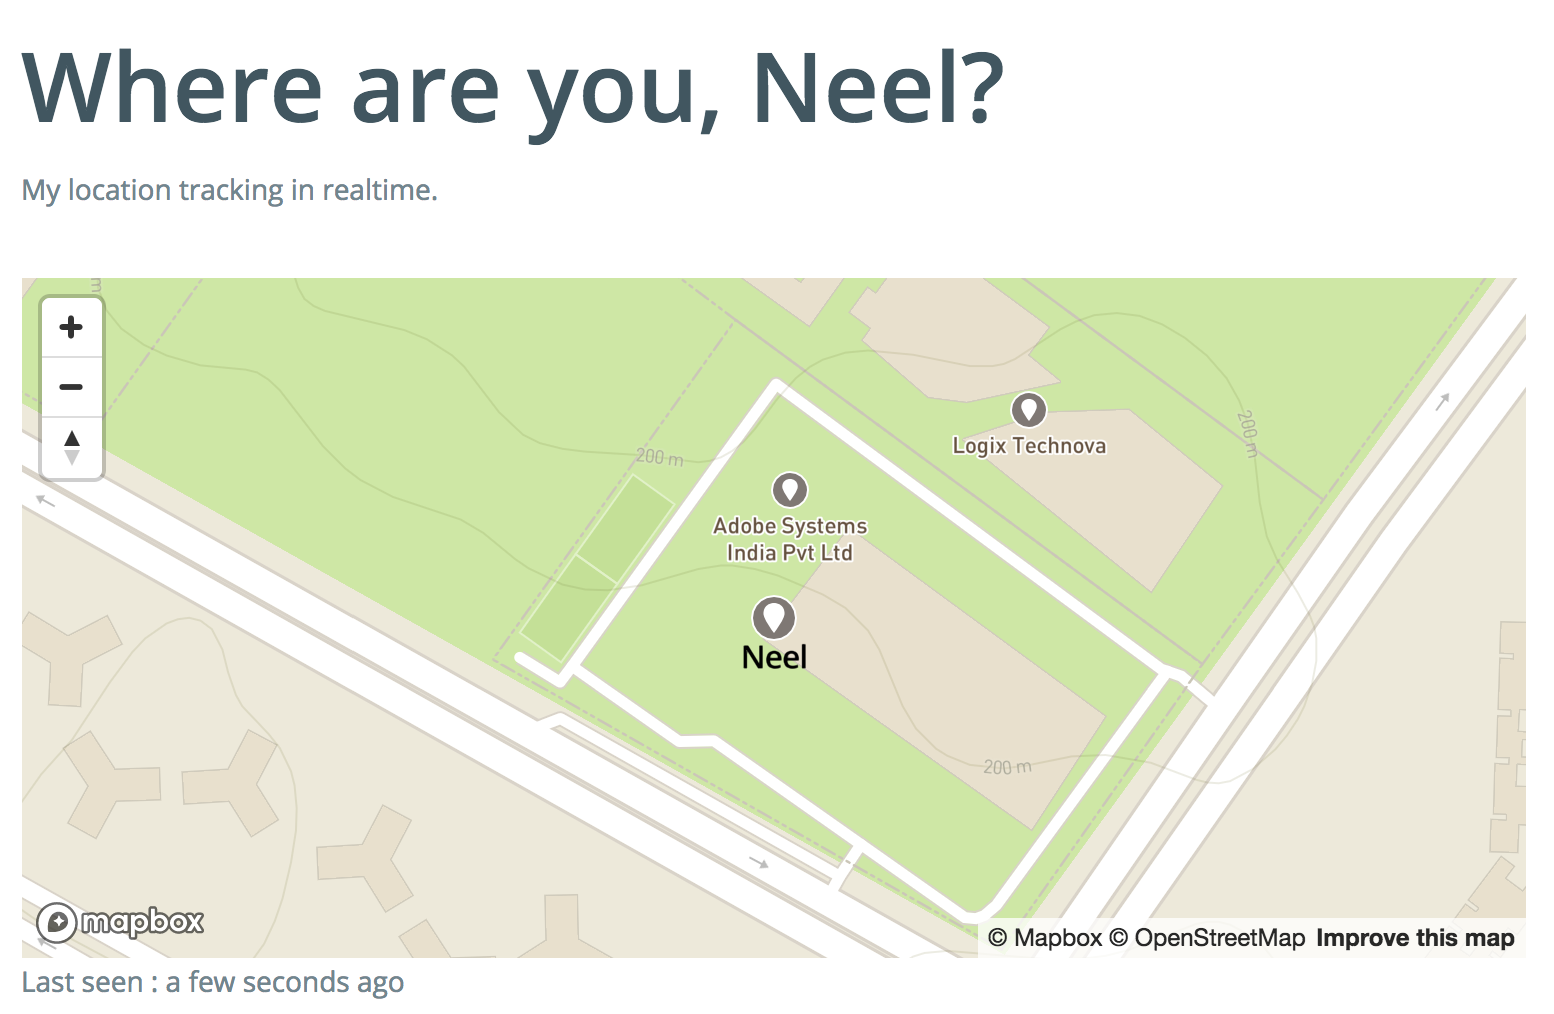 Where are you, Neel?
My location tracking in realtime.
m
200 m
200 m
Logix Technova
Adobe Systems
India Pvt Ltd
Neel
200 m
mapbox
© Mapbox © OpenStreetMap Improve this map
Last seen : a few seconds ago